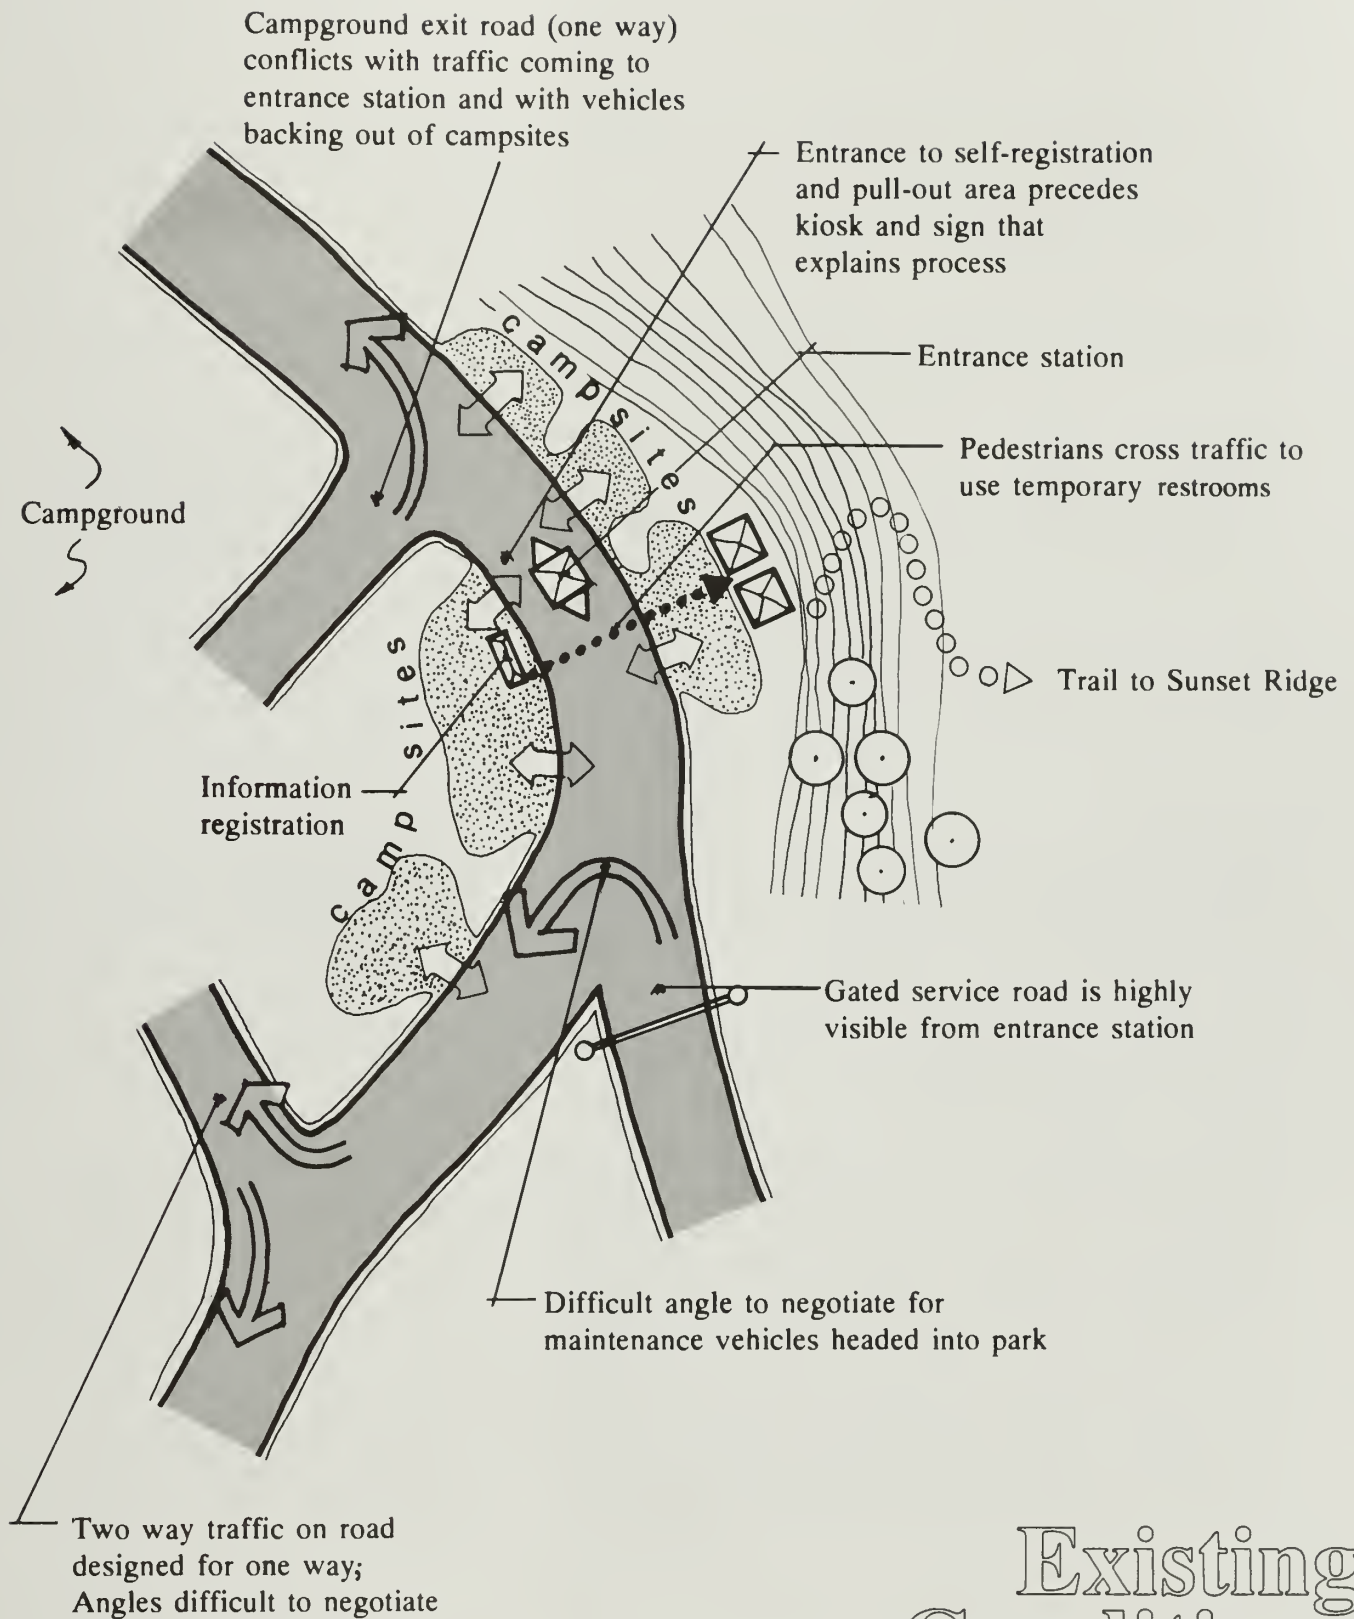 Campground exit road (one way)
conflicts with traffic coming to
entrance station and with vehicles
backing out of campsites
Entrance to self-registration
and pull-out area precedes
kiosk and sign that
explains process
campsites
Entrance station
Pedestrians cross traffic to
use temporary restrooms
Campground
Trail to Sunset Ridge
Information
registration
camp sites
Gated service road is highly
visible from entrance station
Difficult angle to negotiate for
maintenance vehicles headed into park
Two way traffic on road
designed for one way;
Angles difficult to negotiate
Existing